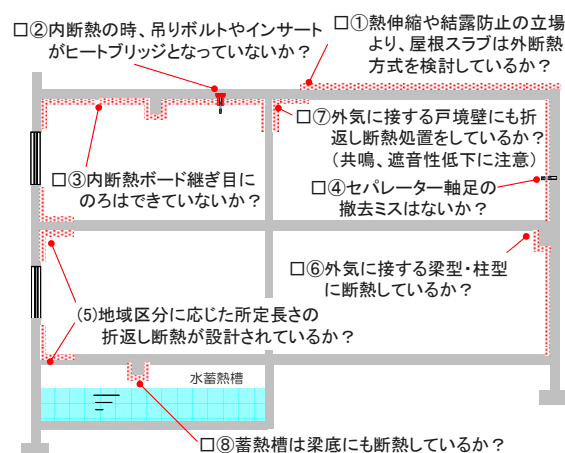 □②内断熱の時、吊りボルトやインサート
がヒートブリッジとなっていないか？
□①熱伸縮や結露防止の立場
より、屋根スラブは外断熱
方式を検討しているか？
□⑦外気に接する戸境壁にも折
返し断熱処置をしているか？
（共鳴、遮音性低下に注意）
□③内断熱ボード継ぎ目に
のろはできていないか？
□④セパレーター軸足の
撤去ミスはないか？
□⑥外気に接する梁型・柱型
に断熱しているか？
(5)地域区分に応じた所定長さの
折返し断熱が設計されているか？
水蓄熱槽
□⑧蓄熱槽は梁底にも断熱しているか？